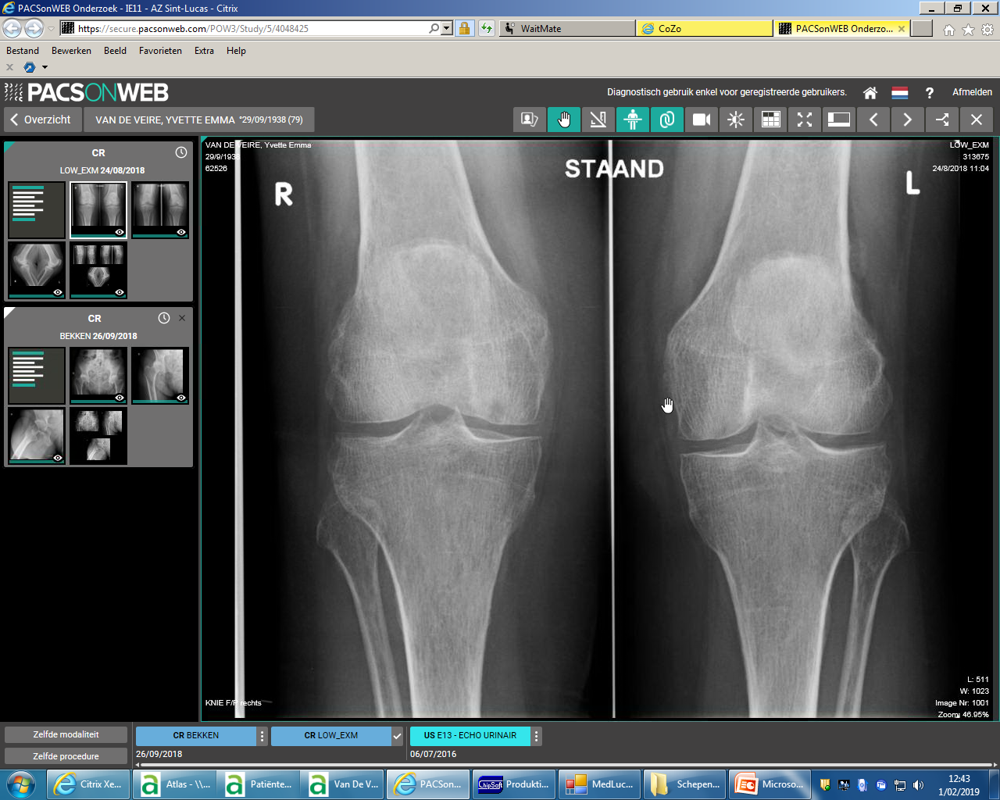 PACSonWEB Onderzoek - IE11 - AZ Sint-Lucas - Citrix
https://secure.pacsonweb.com/POW3/Study/5/4048425
WaitMate
CoZo
PACSonWEB Onderzo...
Bestand Bewerken Beeld Favorieten Extra Help
PACSONWEB
Diagnostisch gebruik enkel voor geregistreerde gebruikers.
? Afmelden
Overzicht
VAN DE VEIRE, YVETTE EMMA °29/09/1938 (79)
CR
LOW_EXM 24/08/2018
CR
BEKKEN 26/09/2018
VAN DE VEIRE, Yvette Emma
29/9/1938
62526
LOW_EXM
313675
24/8/2018 11:04
STAAND
R
L
KNIE F/P rechts
L: 511
W: 1023
Image Nr: 1001
Zoom: 46.95%
Zelfde modaliteit
Zelfde procedure
CR BEKKEN
26/09/2018
CR LOW_EXM
US E13 - ECHO URINAIR
06/07/2016
Citrix Xe...
Atlas - \\...
Patiënte...
Van De V...
PACSon...
ChipSoft
Produkti...
MedLuc...
Schepen...
Microso...
12:43
1/02/2019